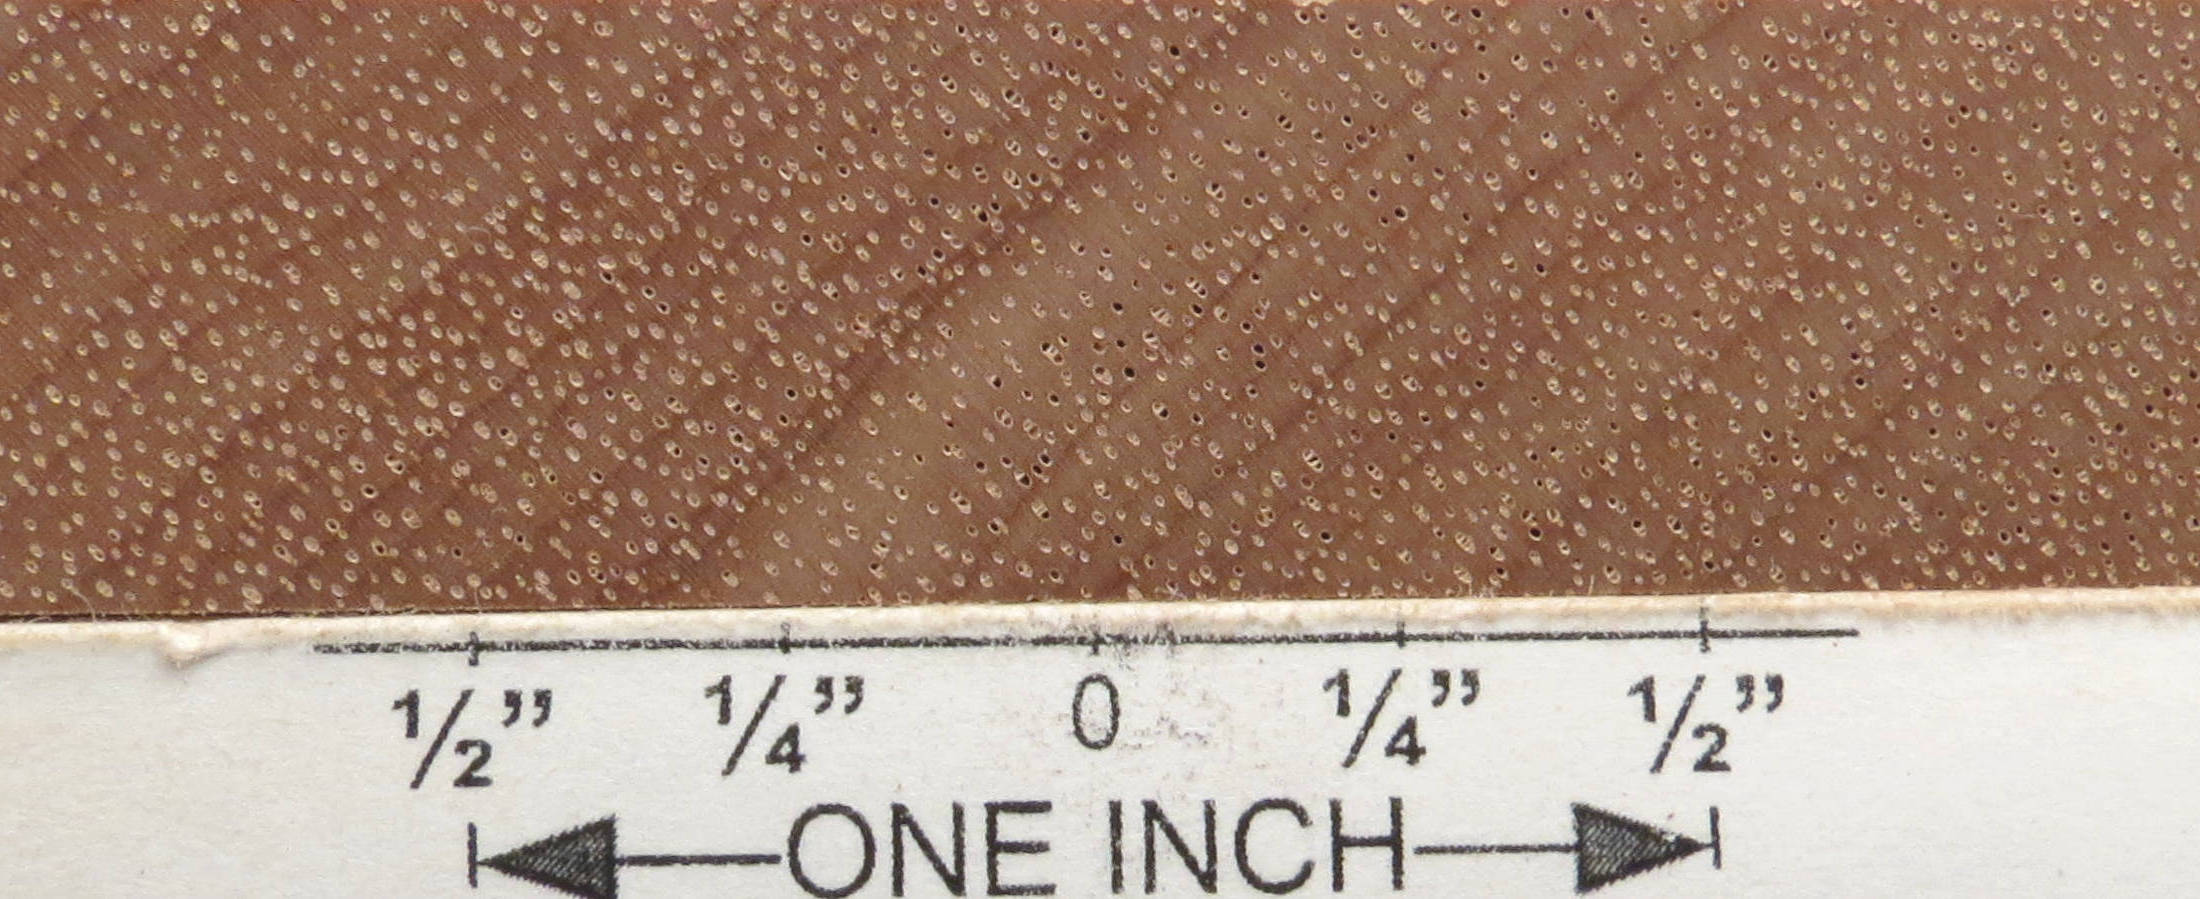 1/2” 1/4” 0 1/4” 1/2”
ONE INCH